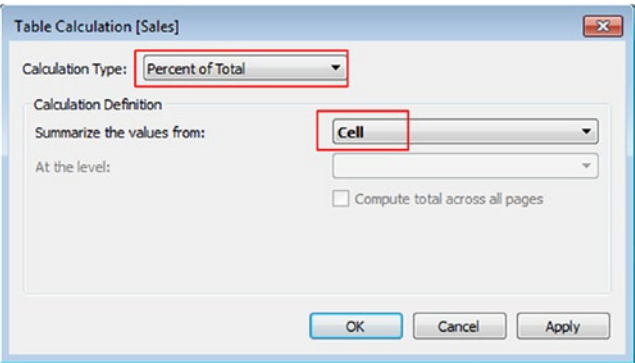 Table Calculation [Sales]
Calculation Type: Percent of Total
Calculation Definition
Summarize the values from: Cell
At the level:
Compute total across all pages
OK Cancel Apply